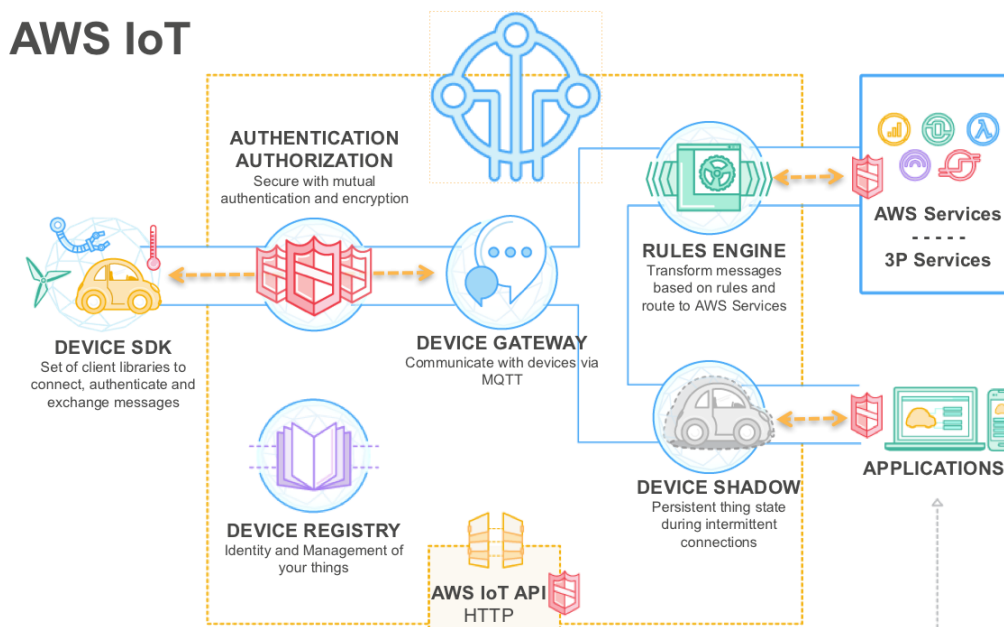 AWS IoT
AUTHENTICATION
AUTHORIZATION
Secure with mutual
authentication and encryption
DEVICE SDK
Set of client libraries to
connect, authenticate and
exchange messages
DEVICE GATEWAY
Communicate with devices via
MQTT
RULES ENGINE
Transform messages
based on rules and
route to AWS Services
AWS Services
- - - - -
3P Services
DEVICE SHADOW
Persistent thing state
during intermittent
connections
APPLICATIONS
DEVICE REGISTRY
Identity and Management of
your things
AWS IoT API
HTTP